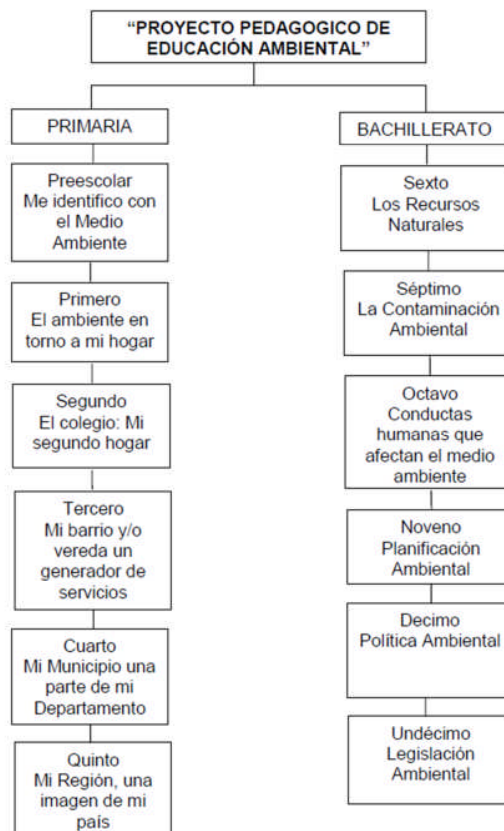 “PROYECTO PEDAGOGICO DE
EDUCACIÓN AMBIENTAL”
PRIMARIA
Preescolar
Me identifico con
el Medio
Ambiente
Primero
El ambiente en
torno a mi hogar
Segundo
El colegio: Mi
segundo hogar
Tercero
Mi barrio y/o
vereda un
generador de
servicios
Cuarto
Mi Municipio una
parte de mi
Departamento
Quinto
Mi Región, una
imagen de mi
país
BACHILLERATO
Sexto
Los Recursos
Naturales
Séptimo
La Contaminación
Ambiental
Octavo
Conductas
humanas que
afectan el medio
ambiente
Noveno
Planificación
Ambiental
Decimo
Política Ambiental
Undécimo
Legislación
Ambiental